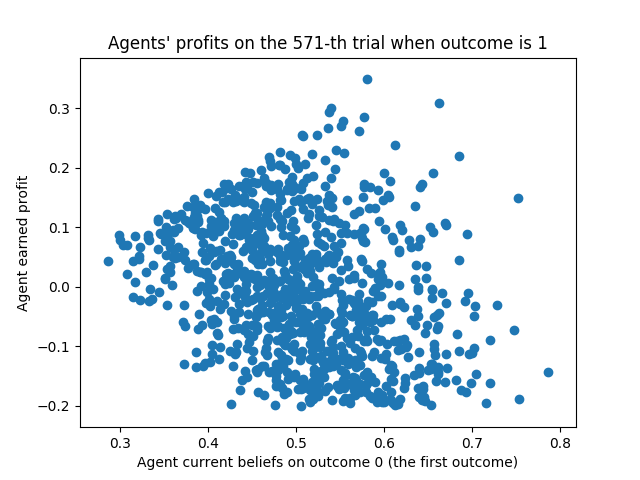 Agents' profits on the 571-th trial when outcome is 1
Agent earned profit
0.3
0.2
0.1
0.0
−0.1
−0.2
0.3 0.4 0.5 0.6 0.7 0.8
Agent current beliefs on outcome 0 (the first outcome)